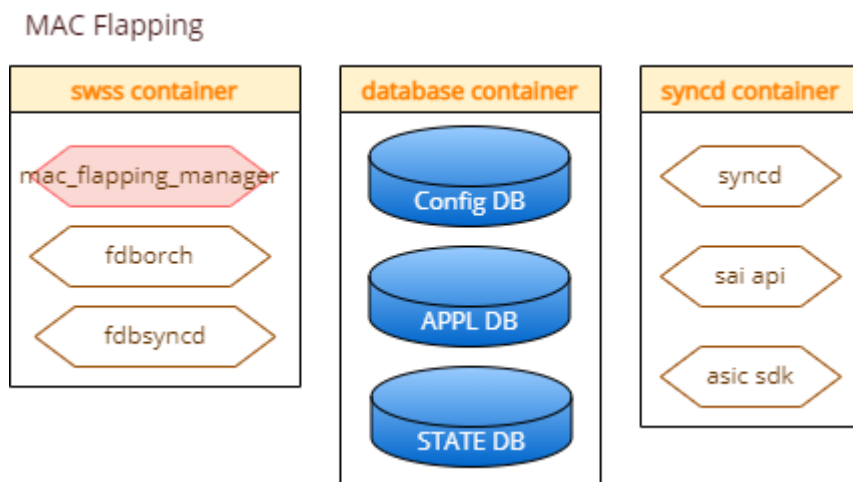 MAC Flapping
swss container
mac_flapping_manager
fdborch
fdbsyncd
database container
Config DB
APPL DB
STATE DB
syncd container
syncd
sai api
asic sdk